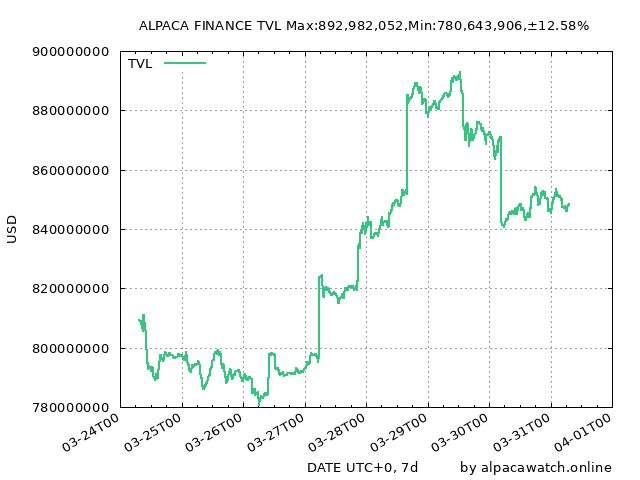 ALPACA FINANCE TVL Max:892,982,052,Min:780,643,906,±12.58%
TVL
900000000
880000000
860000000
840000000
820000000
800000000
780000000
USD
03-24T00
03-25T00
03-26T00
03-27T00
03-28T00
03-29T00
03-30T00
03-31T00
04-01T00
DATE UTC+0, 7d
by alpacawatch.online